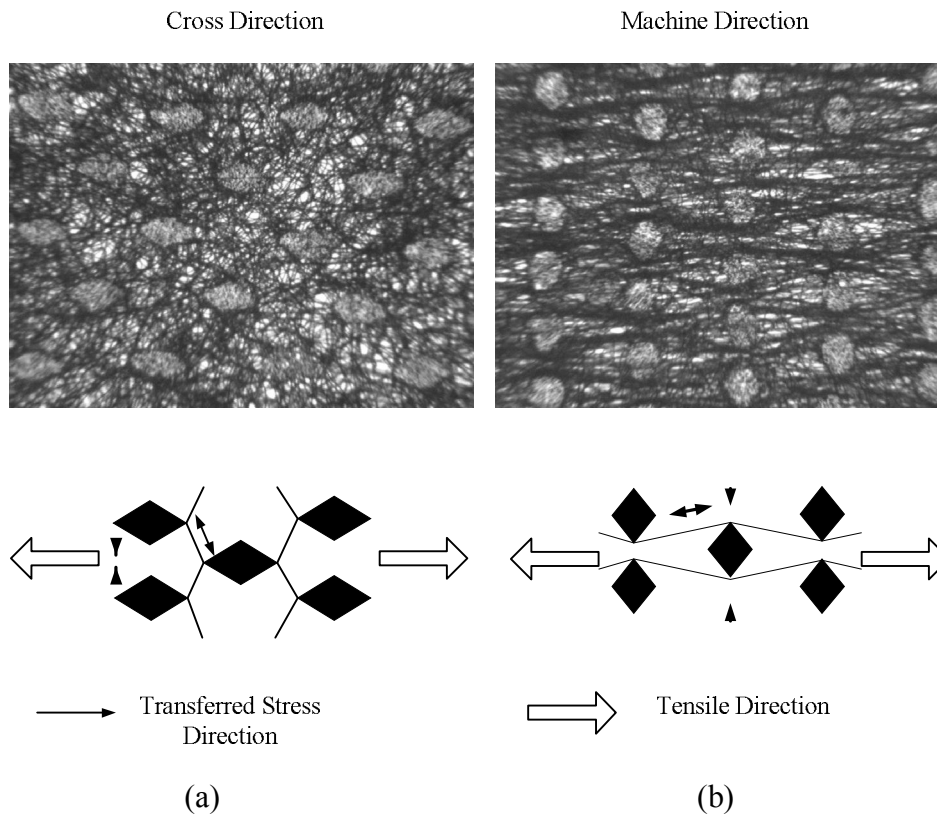 Cross Direction
Machine Direction
Transferred Stress
Direction
Tensile Direction
(a)
(b)